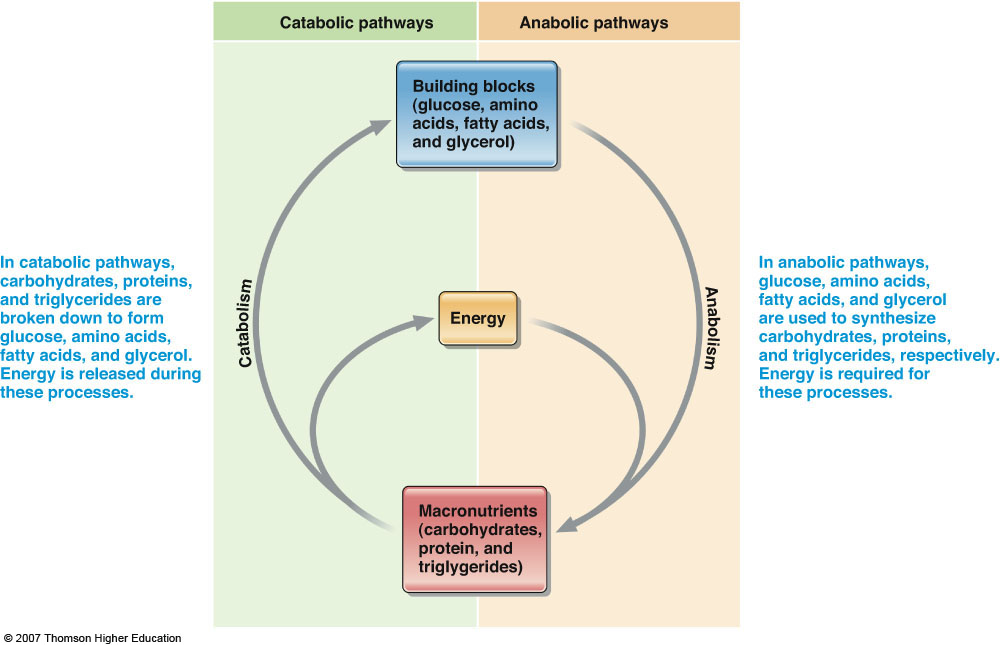 Catabolic pathways
Anabolic pathways
Building blocks
(glucose, amino
acids, fatty acids,
and glycerol)
In catabolic pathways,
carbohydrates, proteins,
and triglycerides are
broken down to form
glucose, amino acids,
fatty acids, and glycerol.
Energy is released during
these processes.
Catabolism
Energy
Anabolism
In anabolic pathways,
glucose, amino acids,
fatty acids, and glycerol
are used to synthesize
carbohydrates, proteins,
and triglycerides, respectively.
Energy is required for
these processes.
Macronutrients
(carbohydrates,
protein, and
triglygerides)
© 2007 Thomson Higher Education